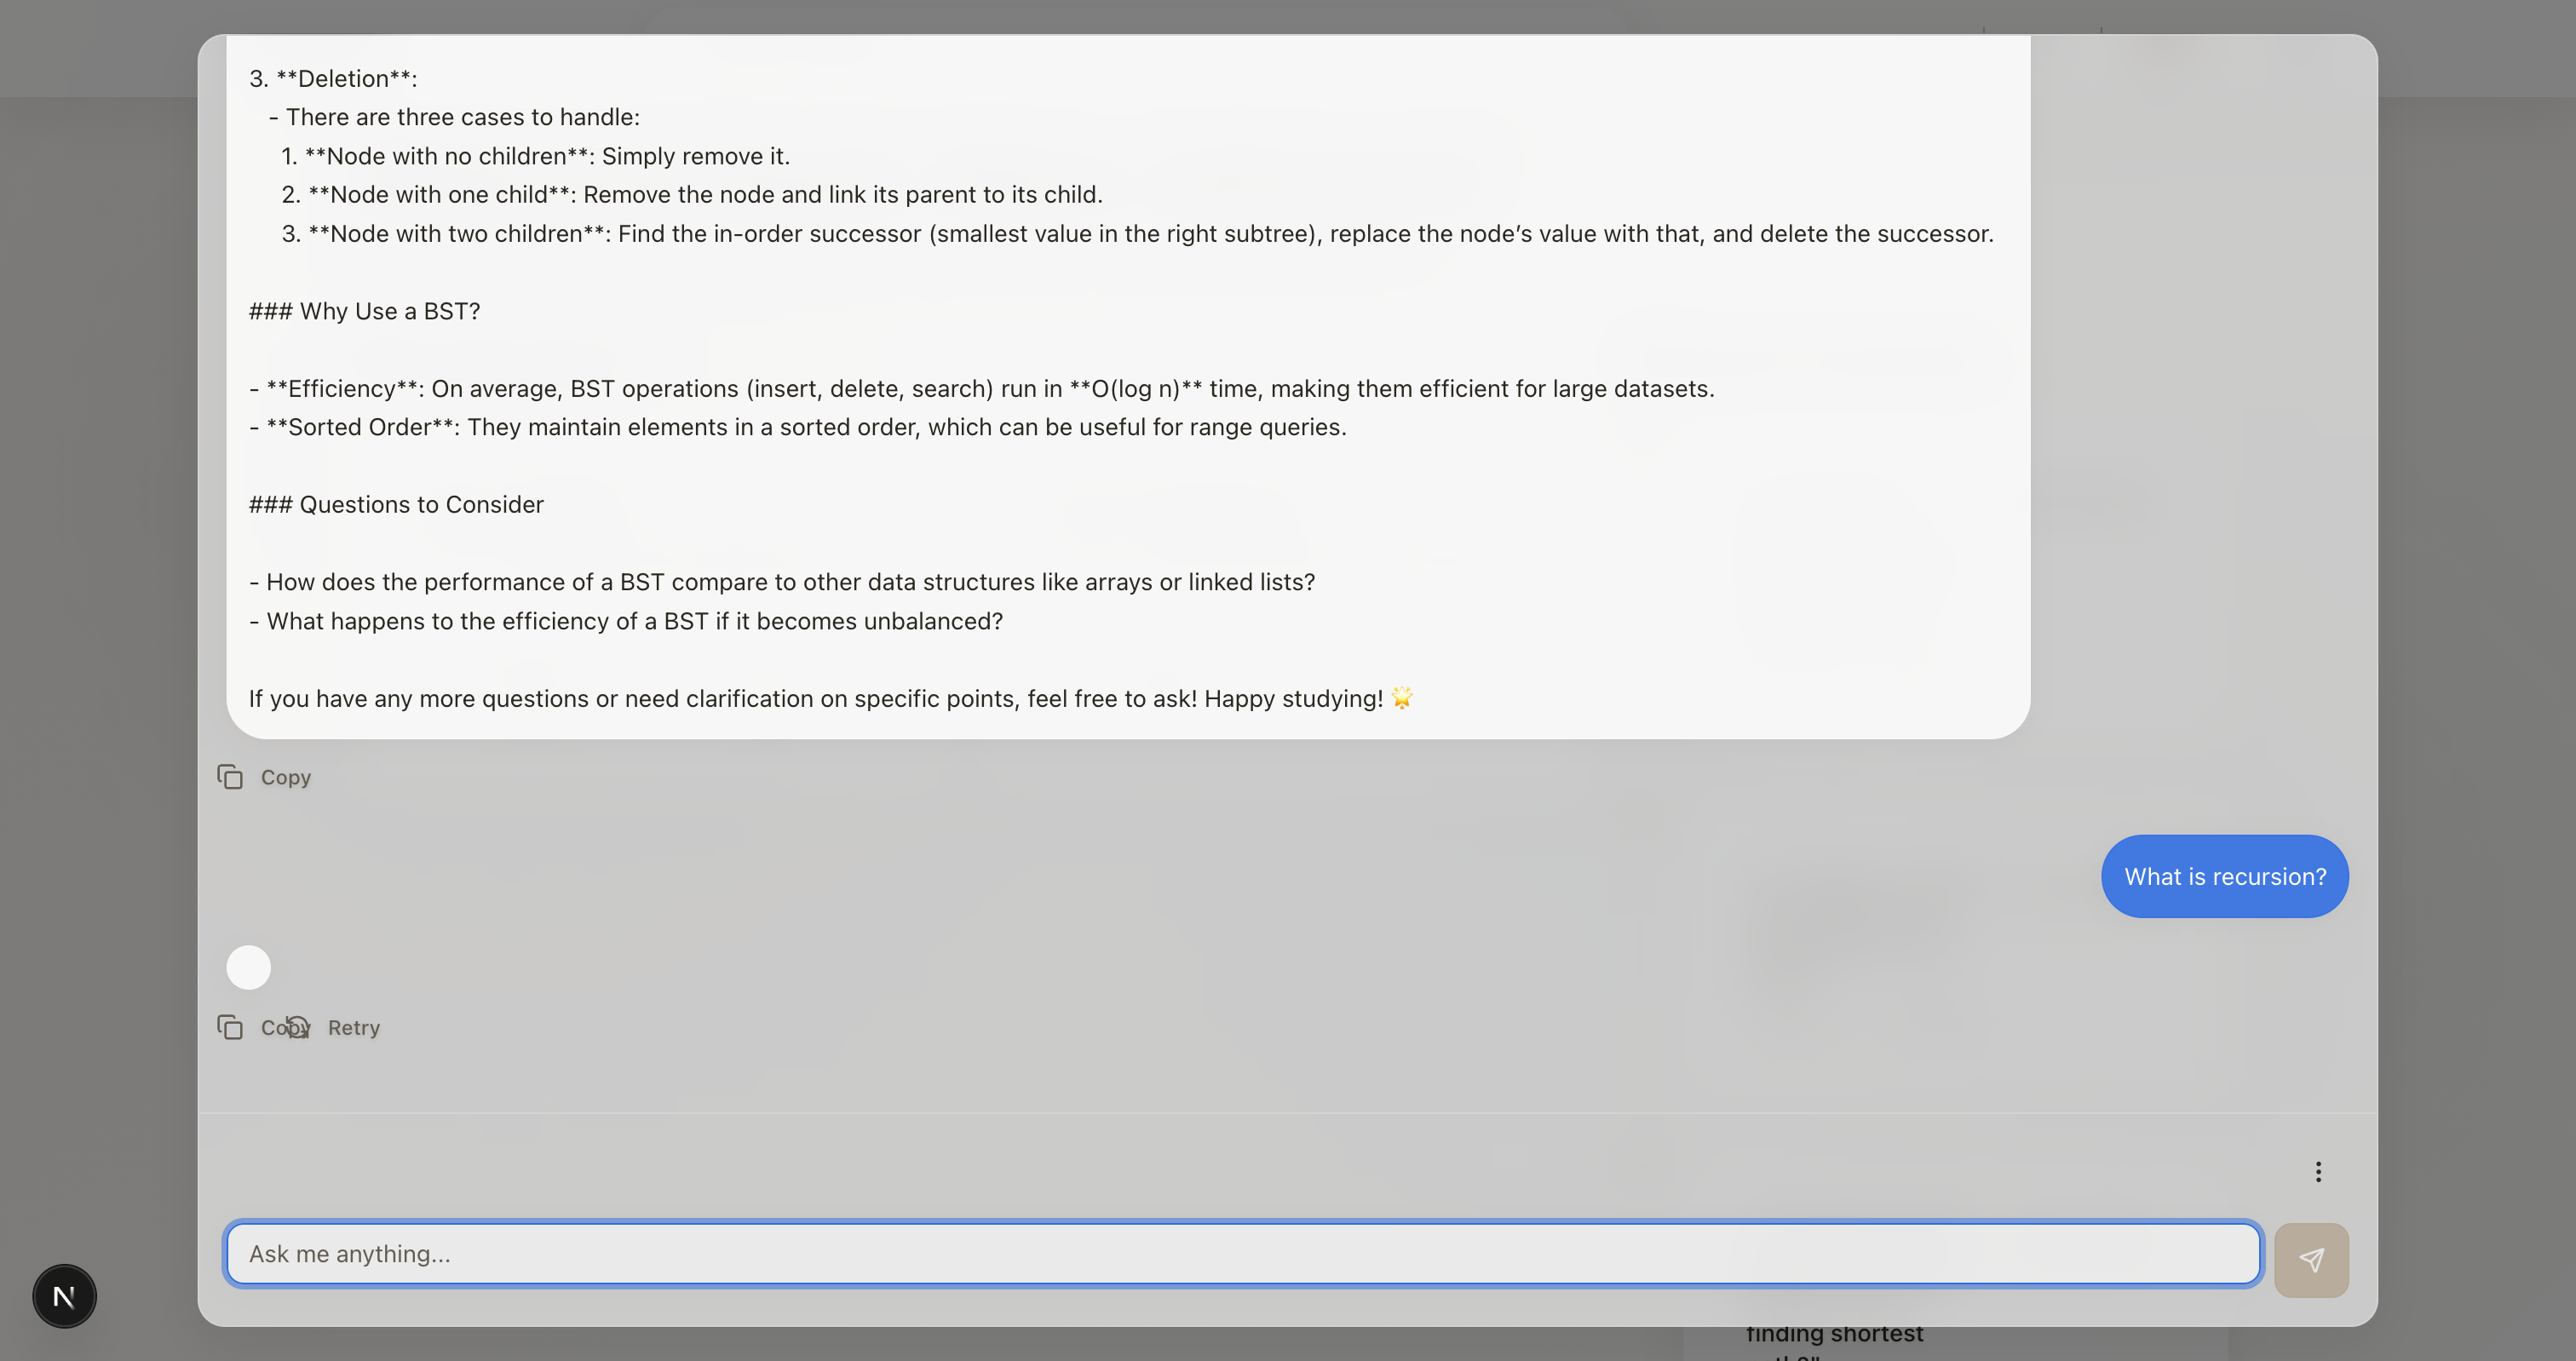 3. **Deletion**:
- There are three cases to handle:
1. **Node with no children**: Simply remove it.
2. **Node with one child**: Remove the node and link its parent to its child.
3. **Node with two children**: Find the in-order successor (smallest value in the right subtree), replace the node’s value with that, and delete the successor.
### Why Use a BST?
- **Efficiency**: On average, BST operations (insert, delete, search) run in **O(log n)** time, making them efficient for large datasets.
- **Sorted Order**: They maintain elements in a sorted order, which can be useful for range queries.
### Questions to Consider
- How does the performance of a BST compare to other data structures like arrays or linked lists?
- What happens to the efficiency of a BST if it becomes unbalanced?
If you have any more questions or need clarification on specific points, feel free to ask! Happy studying! 🌟
Copy
What is recursion?
Copy Retry
Ask me anything...
N
finding shortest